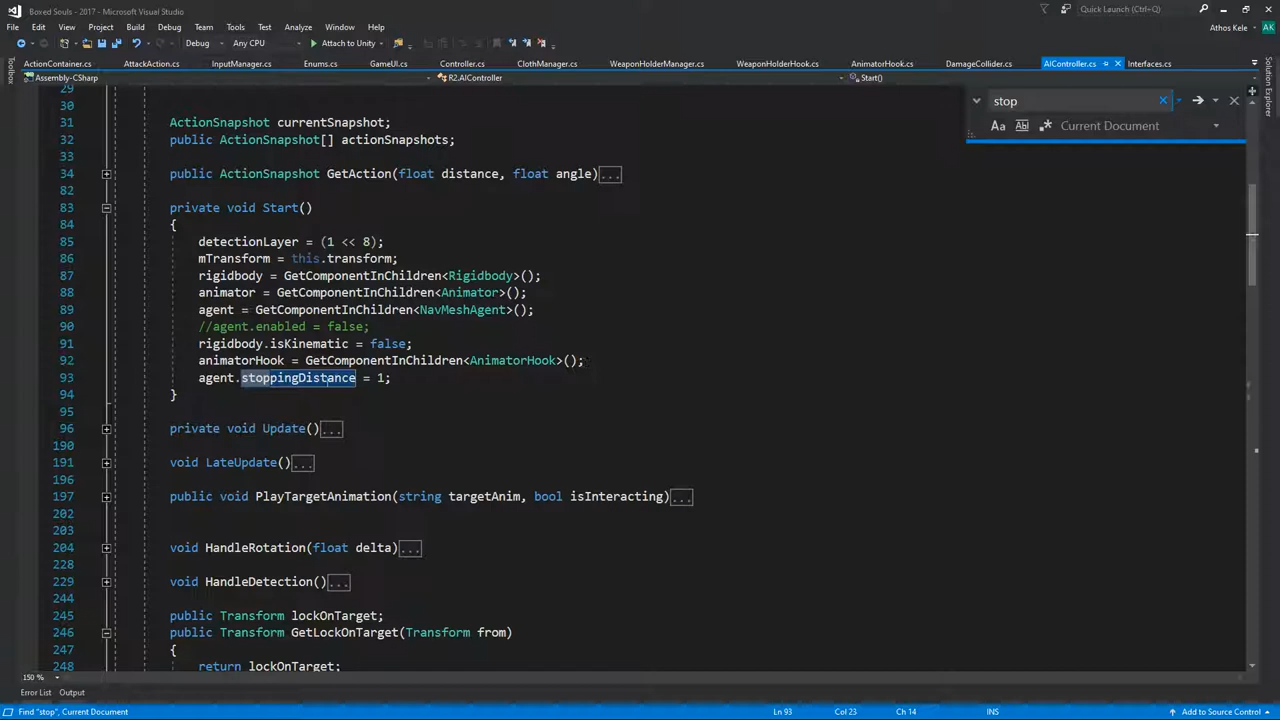 Boxed Souls - 2017 - Microsoft Visual Studio
Quick Launch (Ctrl+Q)
File Edit View Project Build Debug Team Tools Test Analyze Window Help
Athos Kele AK
Debug Any CPU Attach to Unity
ActionContainer.cs AttackAction.cs InputManager.cs Enums.cs GameUI.cs Controller.cs ClothManager.cs WeaponHolderManager.cs WeaponHolderHook.cs AnimatorHook.cs DamageCollider.cs AIController.cs Interfaces.cs
Toolbox
Solution Explorer
Assembly-CSharp R2.AIController Start()
stop
Aa Ab Current Document
29
30
31 ActionSnapshot currentSnapshot;
32 public ActionSnapshot[] actionSnapshots;
33
34 public ActionSnapshot GetAction(float distance, float angle)...
82
83 private void Start()
84 {
85 detectionLayer = (1 << 8);
86 mTransform = this.transform;
87 rigidbody = GetComponentInChildren<Rigidbody>();
88 animator = GetComponentInChildren<Animator>();
89 agent = GetComponentInChildren<NavMeshAgent>();
90 //agent.enabled = false;
91 rigidbody.isKinematic = false;
92 animatorHook = GetComponentInChildren<AnimatorHook>();
93 agent.stoppingDistance = 1;
94 }
95
96 private void Update()...
190
191 void LateUpdate()...
196
197 public void PlayTargetAnimation(string targetAnim, bool isInteracting)...
202
203
204 void HandleRotation(float delta)...
228
229 void HandleDetection()...
244
245 public Transform lockOnTarget;
246 public Transform GetLockOnTarget(Transform from)
247 {
248 return lockOnTarget;
150 %
Error List Output
Find "stop", Current Document Ln 93 Col 23 Ch 14 INS Add to Source Control